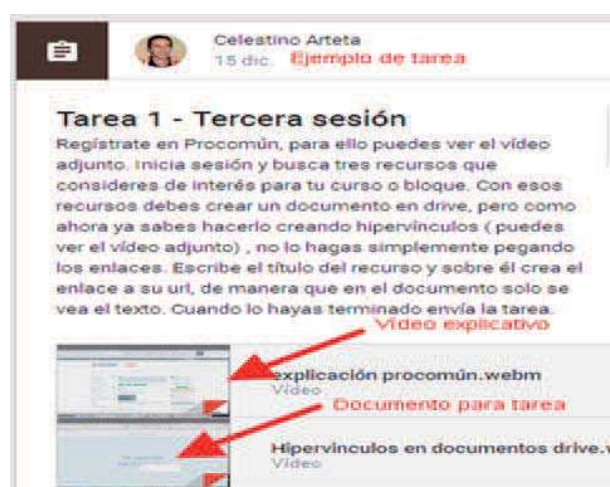 Celestino Arteta
15 dic. Ejemplo de tarea
Tarea 1 - Tercera sesión
Regístrate en Procomún, para ello puedes ver el vídeo
adjunto. Inicia sesión y busca tres recursos que
consideres de interés para tu curso o bloque. Con esos
recursos debes crear un documento en drive, pero como
ahora ya sabes hacerlo creando hipervínculos ( puedes
ver el vídeo adjunto) , no lo hagas simplemente pegando
los enlaces. Escribe el título del recurso y sobre él crea el
enlace a su url, de manera que en el documento solo se
vea el texto. Cuando lo hayas terminado envía la tarea.
Vídeo explicativo
explicación procomún.webm
Vídeo
Documento para tarea
Hipervinculos en documentos drive.
Vídeo